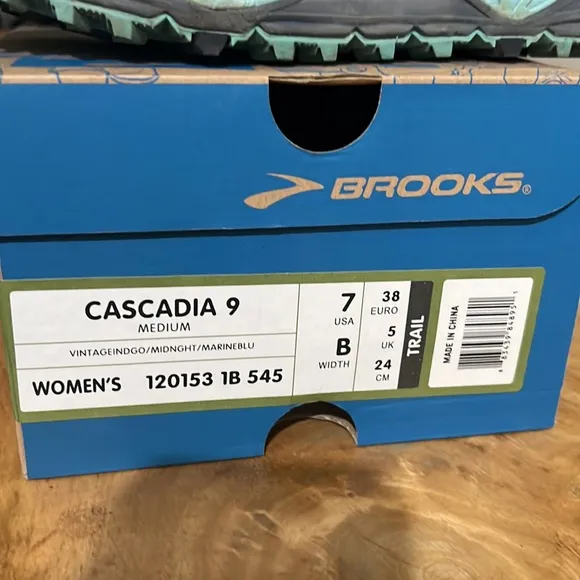 BROOKS®
CASCADIA 9
MEDIUM
VINTAGEINDGO/MIDNGHT/MARINEBLU
WOMEN'S 120153 1B 545
7
USA
B
WIDTH
38
EURO
5
UK
24
CM
TRAIL
MADE IN CHINA